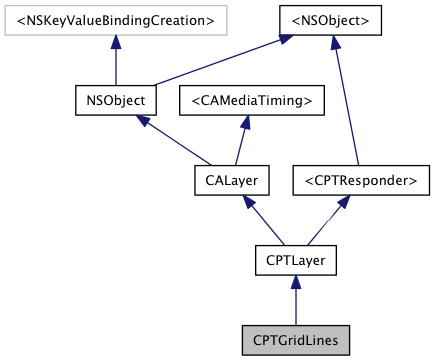 <NSKeyValueBindingCreation>
<NSObject>
NSObject
<CAMediaTiming>
CALayer
<CPTResponder>
CPTLayer
CPTGridLines